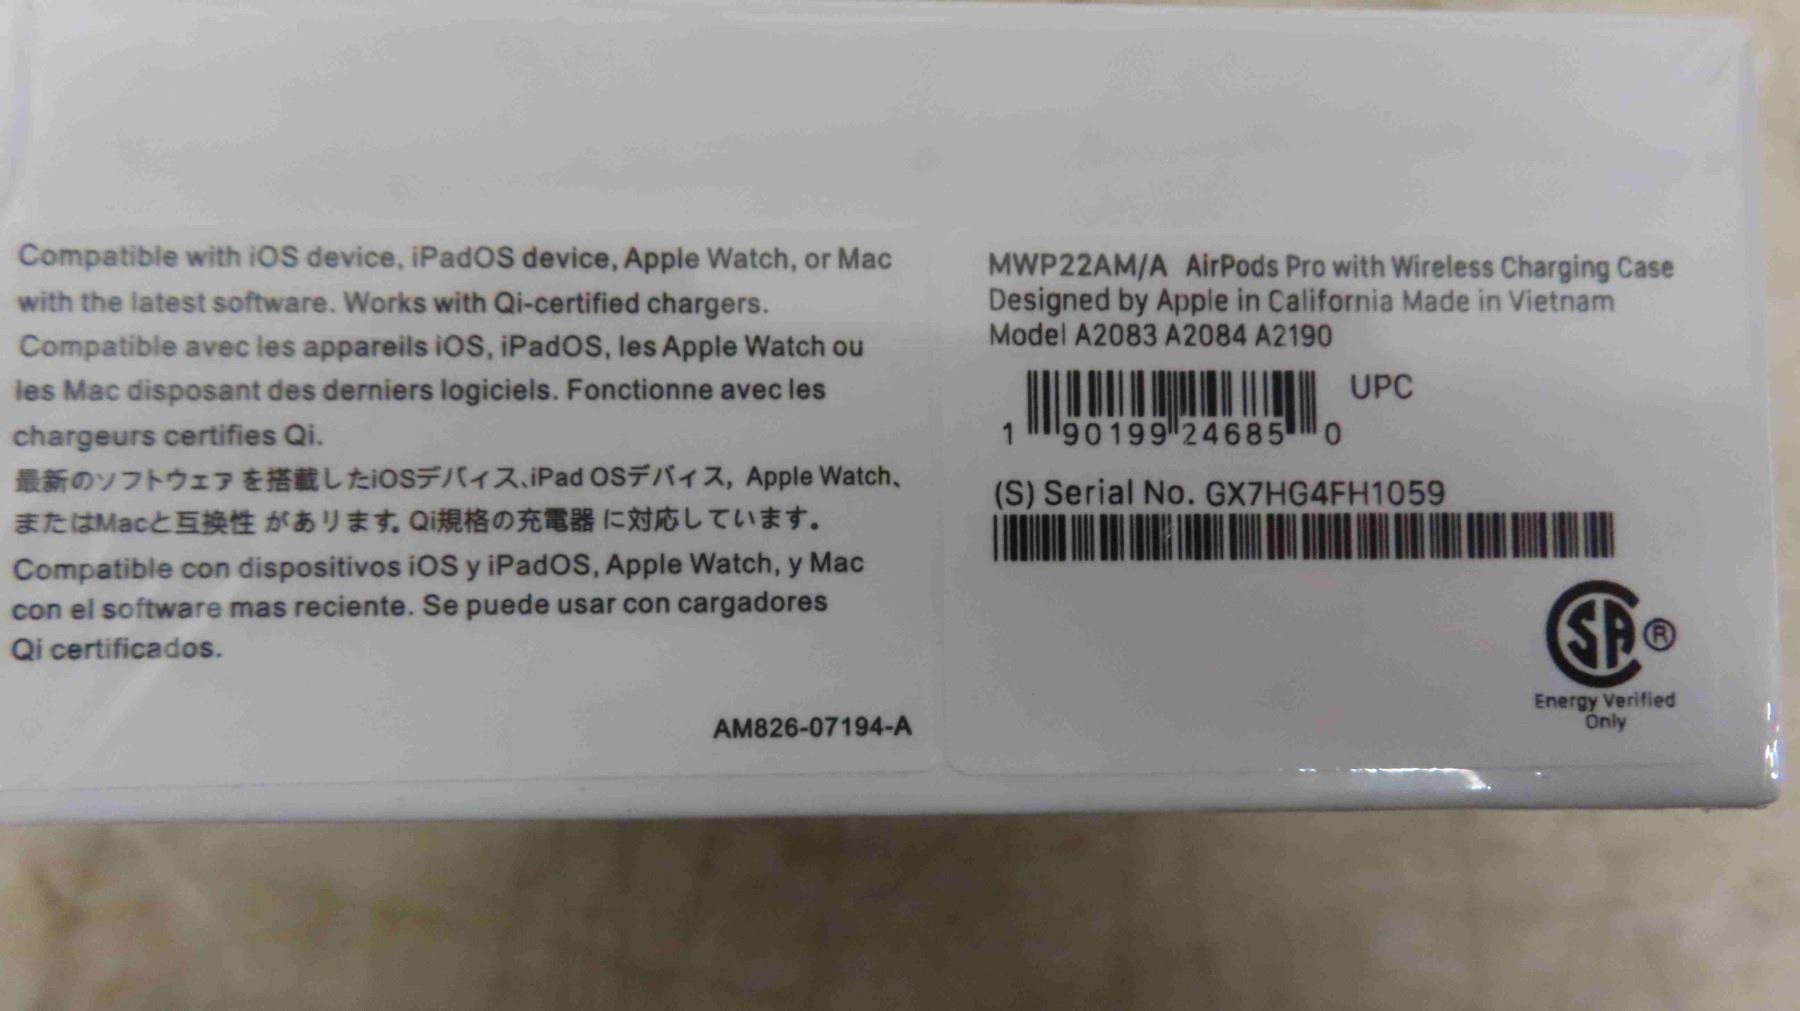 Compatible with iOS device, iPadOS device, Apple Watch, or Mac
with the latest software. Works with Qi-certified chargers.
Compatible avec les appareils iOS, iPadOS, les Apple Watch ou
les Mac disposant des derniers logiciels. Fonctionne avec les
chargeurs certifies Qi.
最新のソフトウェア を搭載したiOSデバイス、iPad OSデバイス, Apple Watch、
またはMacと互換性 があリます。Qi規格の充電器 に対応しています。
Compatible con dispositivos iOS y iPadOS, Apple Watch, y Mac
con el software mas reciente. Se puede usar con cargadores
Qi certificados.
AM826-07194-A
MWP22AM/A AirPods Pro with Wireless Charging Case
Designed by Apple in California Made in Vietnam
Model A2083 A2084 A2190
UPC
1 90199 24685 0
(S) Serial No. GX7HG4FH1059
SA ®
Energy Verified
Only